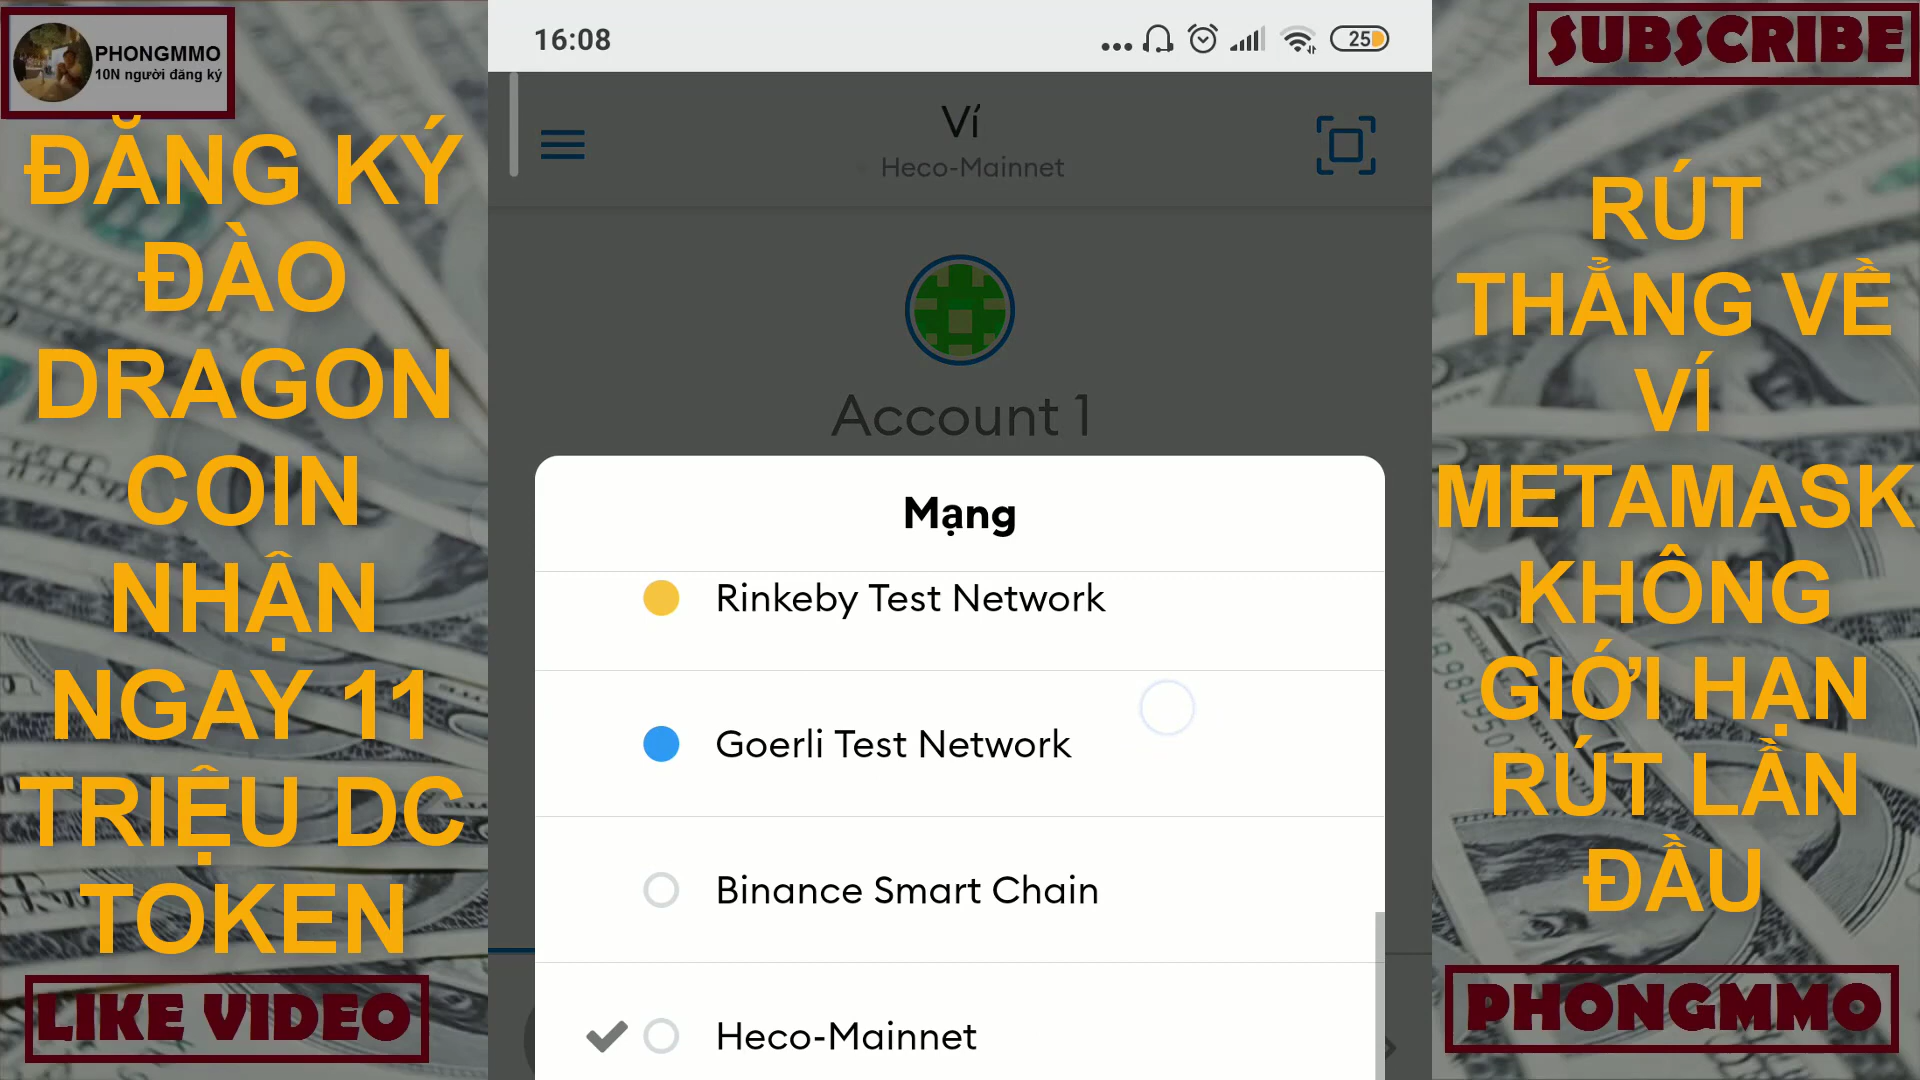 PHONGMMO
10N người đăng ký
ĐĂNG KÝ
ĐÀO
DRAGON
COIN
NHẬN
NGAY 11
TRIỆU DC
TOKEN
LIKE VIDEO
16:08
25
Ví
Heco-Mainnet
Account 1
Mạng
Rinkeby Test Network
Goerli Test Network
Binance Smart Chain
Heco-Mainnet
SUBSCRIBE
RÚT
THẲNG VỀ
VÍ
METAMASK
KHÔNG
GIỚI HẠN
RÚT LẦN
ĐẦU
PHONGMMO